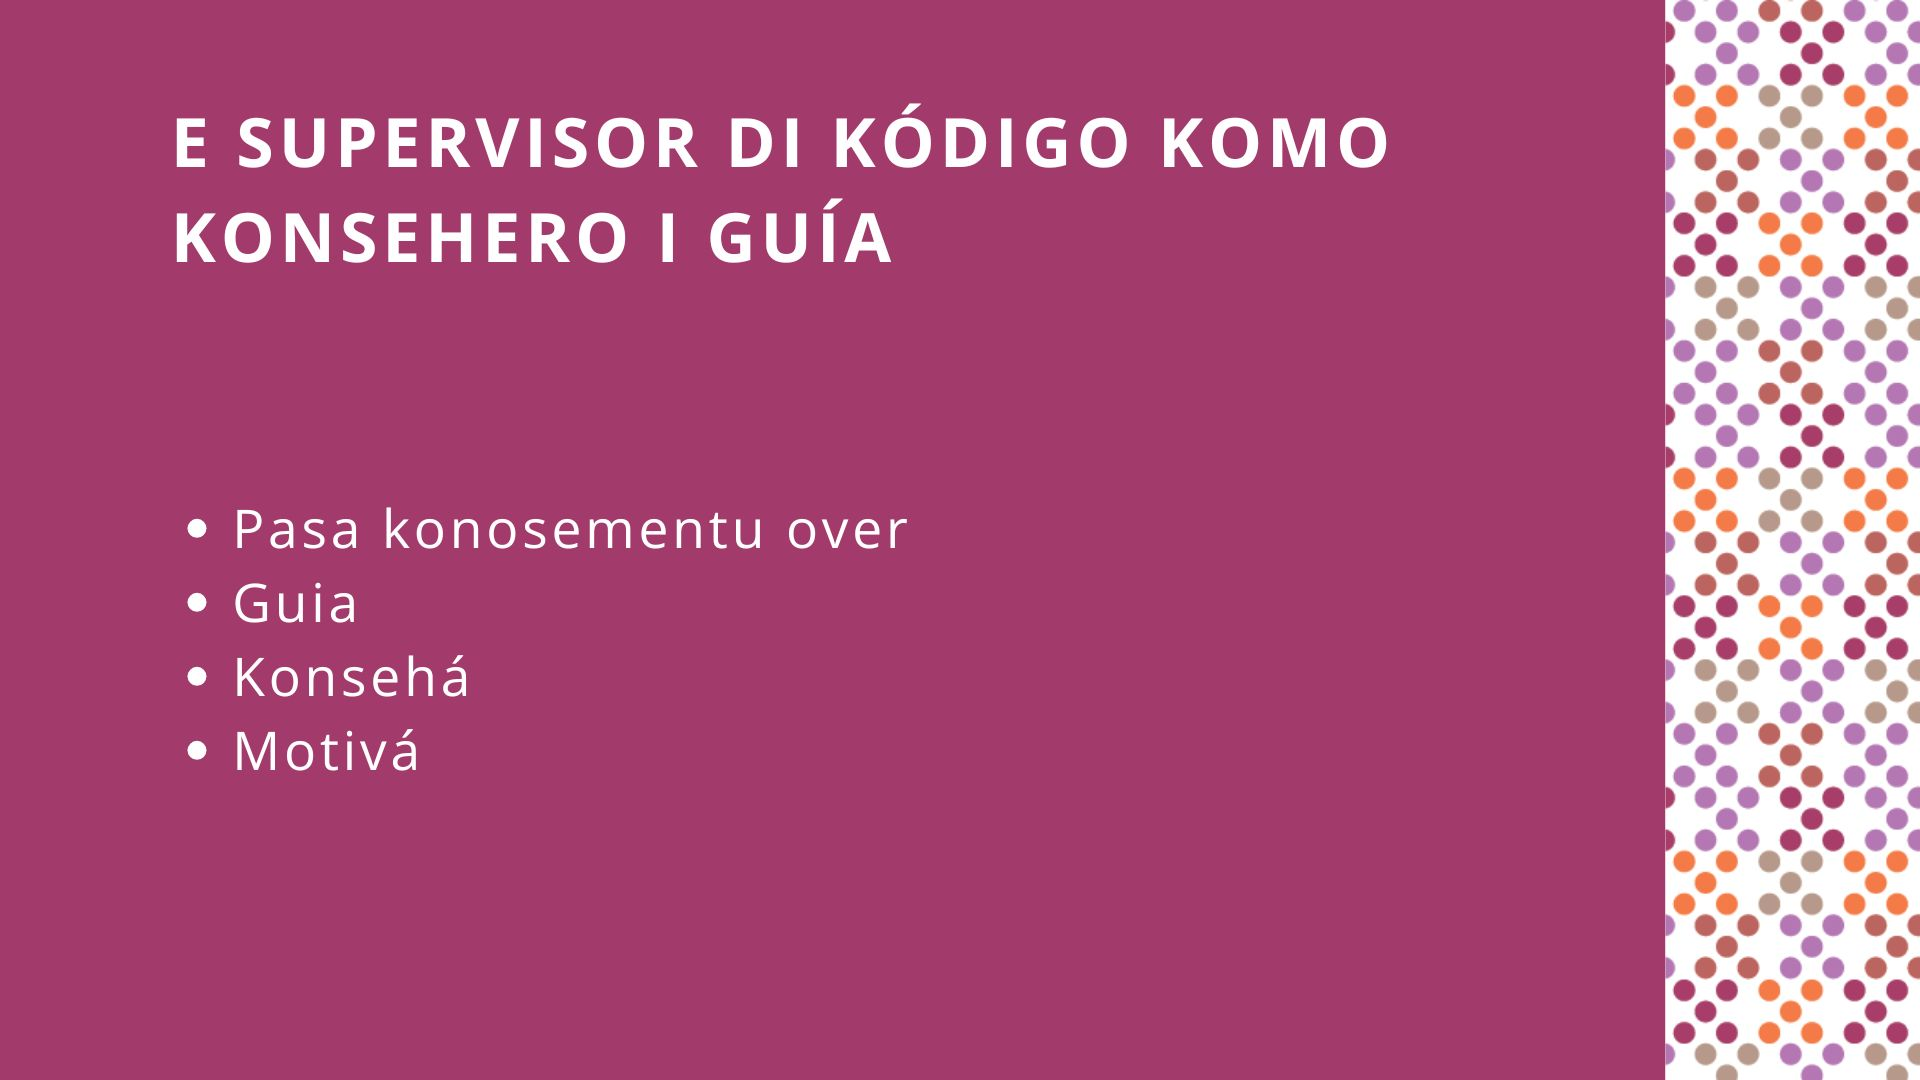 E SUPERVISOR DI KÓDIGO KOMO
KONSEHERO I GUÍA
• Pasa konosementu over
• Guia
• Konsehá
• Motivá